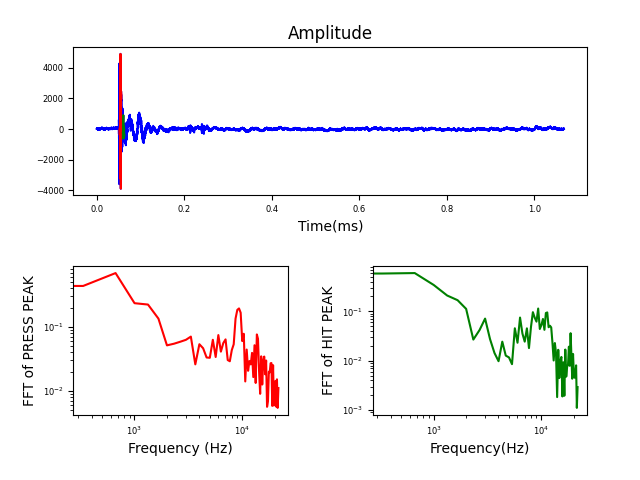 Amplitude
4000
2000
0
−2000
−4000
0.0 0.2 0.4 0.6 0.8 1.0
Time(ms)
FFT of PRESS PEAK
10⁻¹
10⁻²
10³ 10⁴
Frequency (Hz)
FFT of HIT PEAK
10⁻¹
10⁻²
10⁻³
10³ 10⁴
Frequency(Hz)